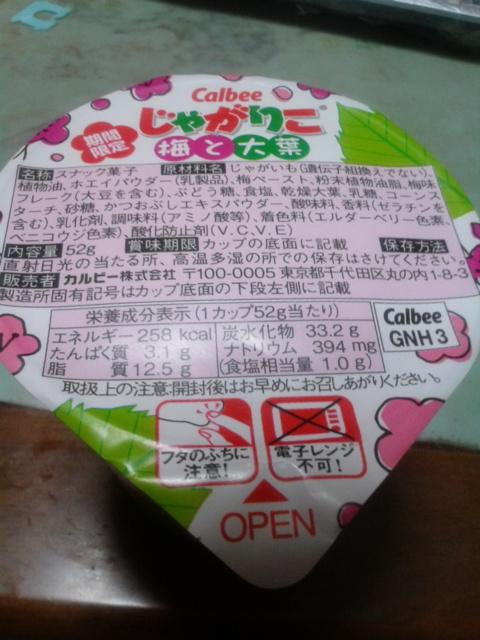 Calbee
じゃがりこ
期間
限定
梅と大葉
名称 スナック菓子 原材料名 じゃがいも(遺伝子組換えでない)、
植物油、ホエイパウダー(乳製品)、梅ペースト、粉末植物油脂、梅味
フレーク(大豆を含む)、ぶどう糖、食塩、乾燥大葉、乳糖、コーンス
ターチ、砂糖、かつおぶしエキスパウダー、酸味料、香料(ゼラチンを
含む)、乳化剤、調味料(アミノ酸等)、着色料(エルダーベリー色素、
ベニコウジ色素)、酸化防止剤(V.C、V.E)
内容量 52g 賞味期限 カップの底面に記載 保存方法
直射日光の当たる所、高温多湿の所での保存はさけてください。
販売者 カルビー株式会社 〒100-0005 東京都千代田区丸の内1-8-3
製造所固有記号はカップ底面の下段左側に記載
栄養成分表示(1カップ52g当たり)
エネルギー 258 kcal 炭水化物 33.2 g
たんぱく質 3.1 g ナトリウム 394 mg
脂質 12.5 g (食塩相当量 1.0 g)
Calbee
GNH3
取扱上の注意:開封後はお早めにお召しあがりください。
フタのふちに
注意!
電子レンジ
不可!
OPEN